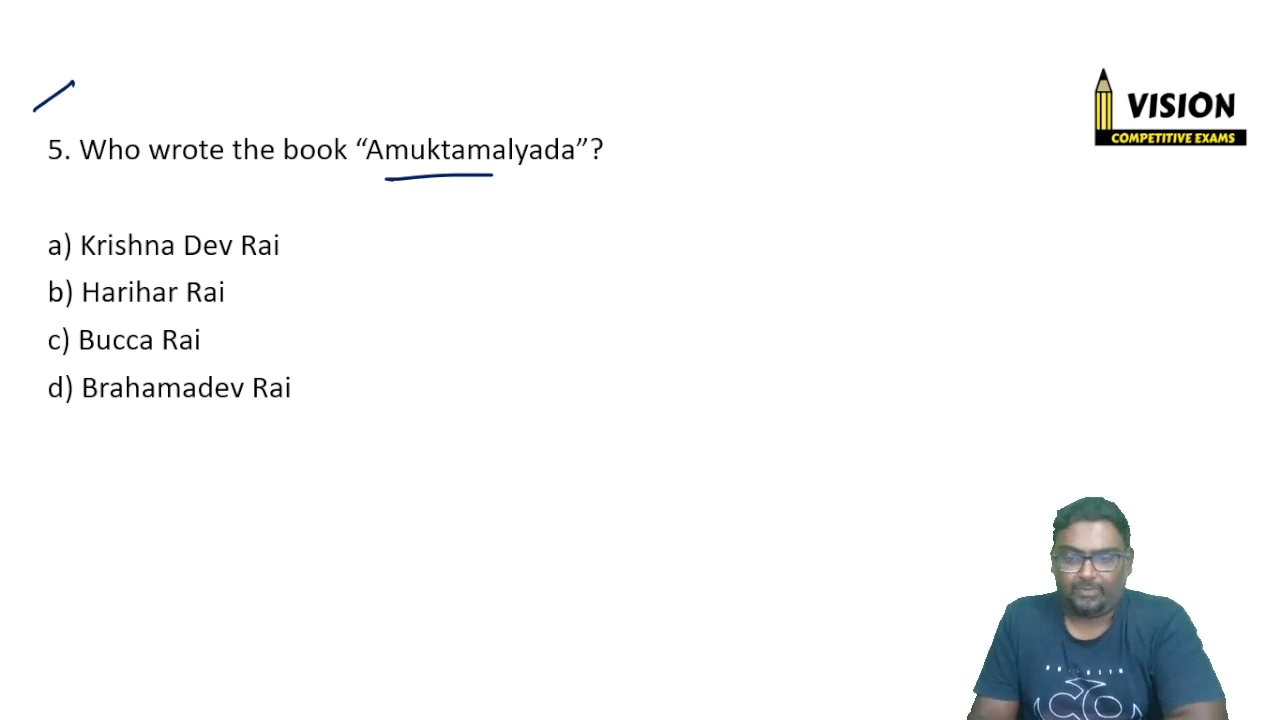 VISION
COMPETITIVE EXAMS
5. Who wrote the book “Amuktamalyada”?
a) Krishna Dev Rai
b) Harihar Rai
c) Bucca Rai
d) Brahamadev Rai